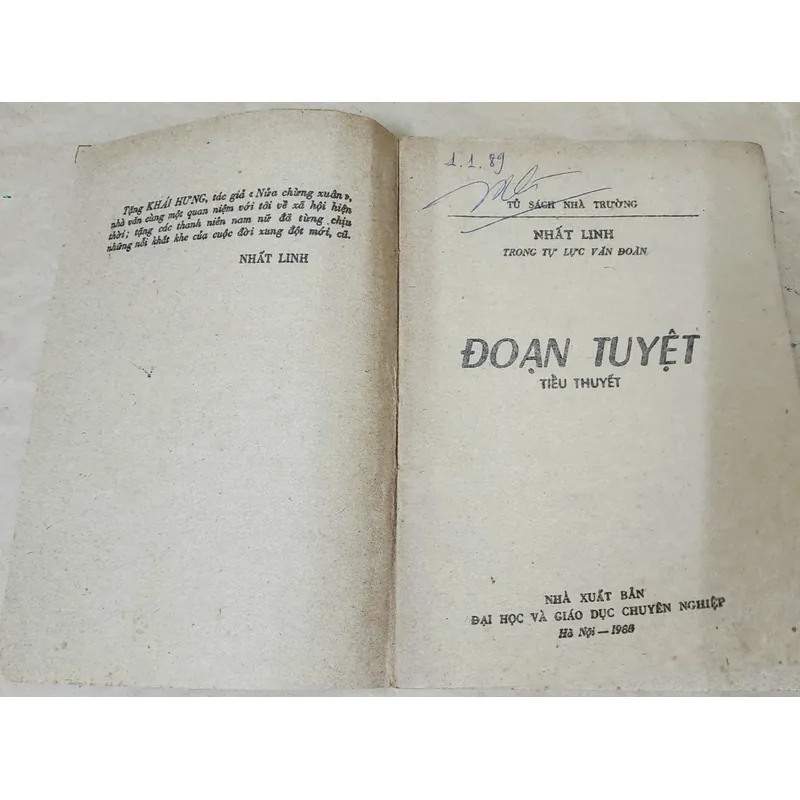 Tặng KHÁI HƯNG, tác giả « Nửa chừng xuân »,
nhà văn cùng một quan niệm với tôi về xã hội hiện
thời; tặng các thanh niên nam nữ đã từng chịu
những nỗi khắt khe của cuộc đời xung đột mới, cũ.
NHẤT LINH
1.1.89
TỦ SÁCH NHÀ TRƯỜNG
NHẤT LINH
TRONG TỰ LỰC VĂN ĐOÀN
ĐOẠN TUYỆT
TIỂU THUYẾT
NHÀ XUẤT BẢN
ĐẠI HỌC VÀ GIÁO DỤC CHUYÊN NGHIỆP
Hà Nội — 1988